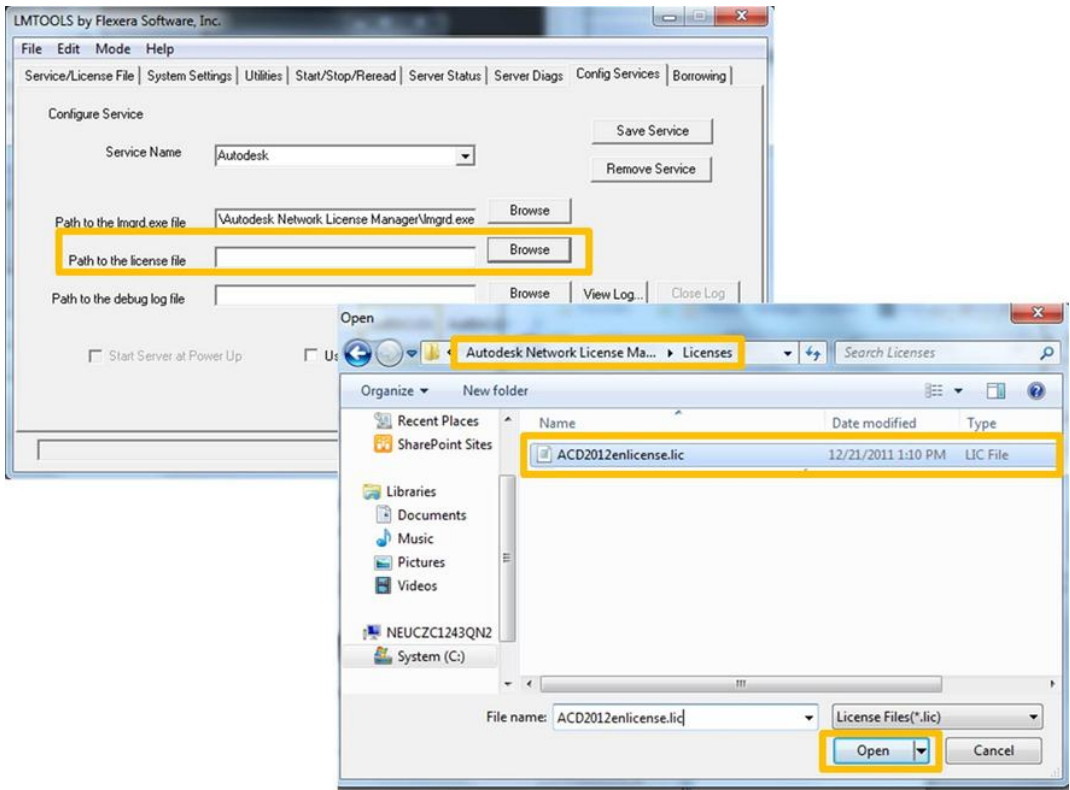 LMTOOLS by Flexera Software, Inc.
File Edit Mode Help
Service/License File System Settings Utilities Start/Stop/Reread Server Status Server Diags Config Services Borrowing
Configure Service
Save Service
Service Name Autodesk
Remove Service
Path to the lmgrd.exe file \Autodesk Network License Manager\lmgrd.exe Browse
Path to the license file Browse
Path to the debug log file Browse View Log... Close Log
Start Server at Power Up
Open
Autodesk Network License Ma... Licenses Search Licenses
Organize New folder
Recent Places
SharePoint Sites
Libraries
Documents
Music
Pictures
Videos
NEUCZC1243QN2
System (C:)
Name Date modified Type
ACD2012enlicense.lic 12/21/2011 1:10 PM LIC File
File name: ACD2012enlicense.lic License Files(*.lic)
Open Cancel